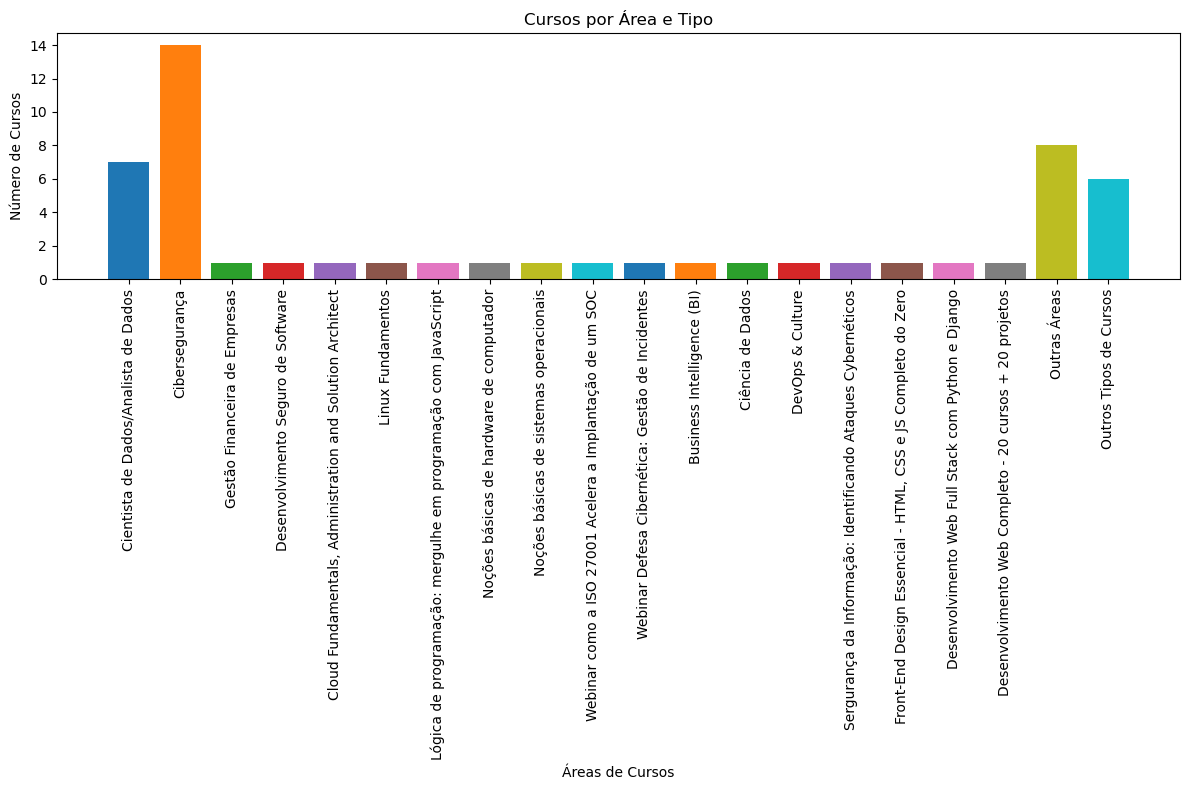 Cursos por Área e Tipo
Número de Cursos
14
12
10
8
6
4
2
0
Cientista de Dados/Analista de Dados
Cibersegurança
Gestão Financeira de Empresas
Desenvolvimento Seguro de Software
Cloud Fundamentals, Administration and Solution Architect
Linux Fundamentos
Lógica de programação: mergulhe em programação com JavaScript
Noções básicas de hardware de computador
Noções básicas de sistemas operacionais
Webinar como a ISO 27001 Acelera a Implantação de um SOC
Webinar Defesa Cibernética: Gestão de Incidentes
Business Intelligence (BI)
Ciência de Dados
DevOps & Culture
Sergurança da Informação: Identificando Ataques Cybernéticos
Front-End Design Essencial - HTML, CSS e JS Completo do Zero
Desenvolvimento Web Full Stack com Python e Django
Desenvolvimento Web Completo - 20 cursos + 20 projetos
Outras Áreas
Outros Tipos de Cursos
Áreas de Cursos